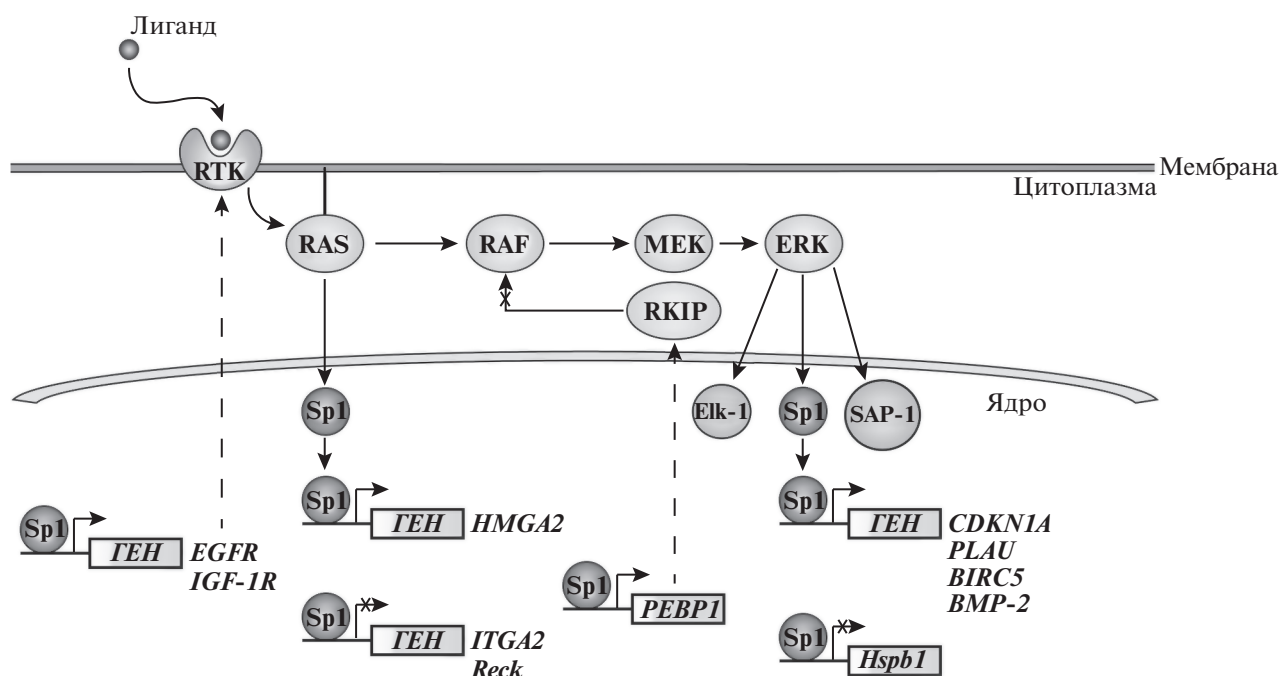 Лиганд
RTK
Мембрана
Цитоплазма
RAS
RAF
MEK
ERK
RKIP
Ядро
Sp1
Elk-1
Sp1
SAP-1
Sp1
ГЕН
EGFR
IGF-1R
Sp1
ГЕН
HMGA2
Sp1
ГЕН
ITGA2
Reck
Sp1
PEBP1
Sp1
ГЕН
CDKN1A
PLAU
BIRC5
BMP-2
Sp1
Hspb1